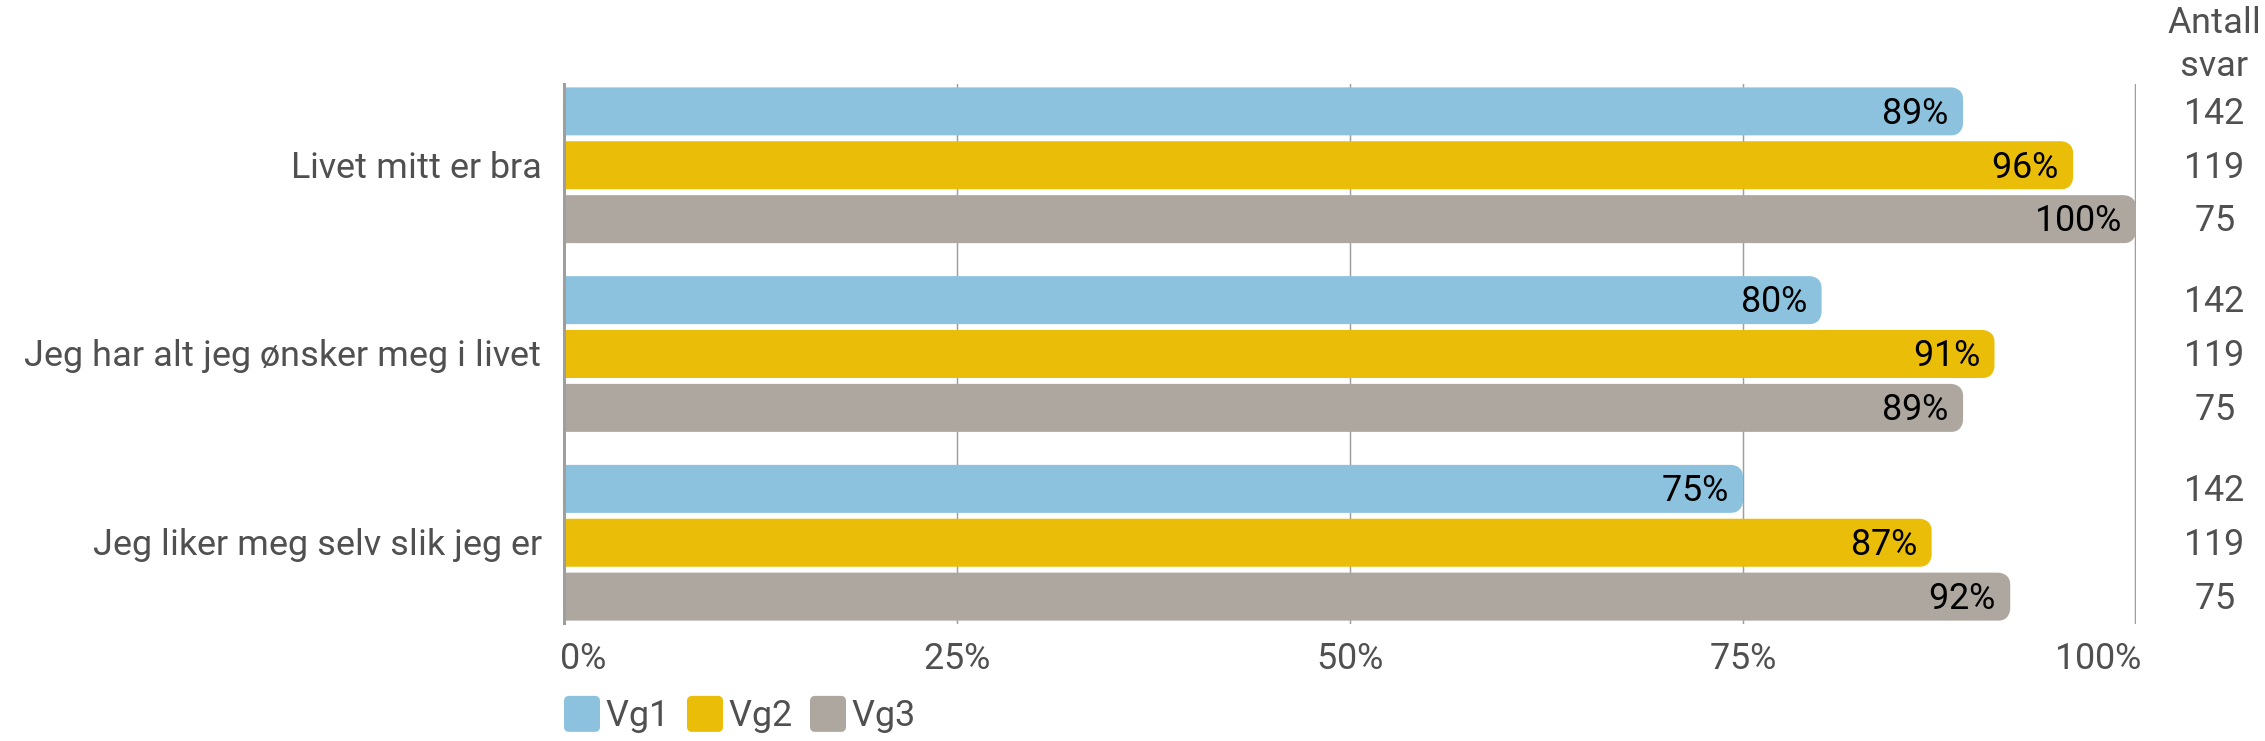 Antall
svar
89% 142
Livet mitt er bra 96% 119
100% 75
80% 142
Jeg har alt jeg ønsker meg i livet 91% 119
89% 75
75% 142
Jeg liker meg selv slik jeg er 87% 119
92% 75
0% 25% 50% 75% 100%
Vg1 Vg2 Vg3